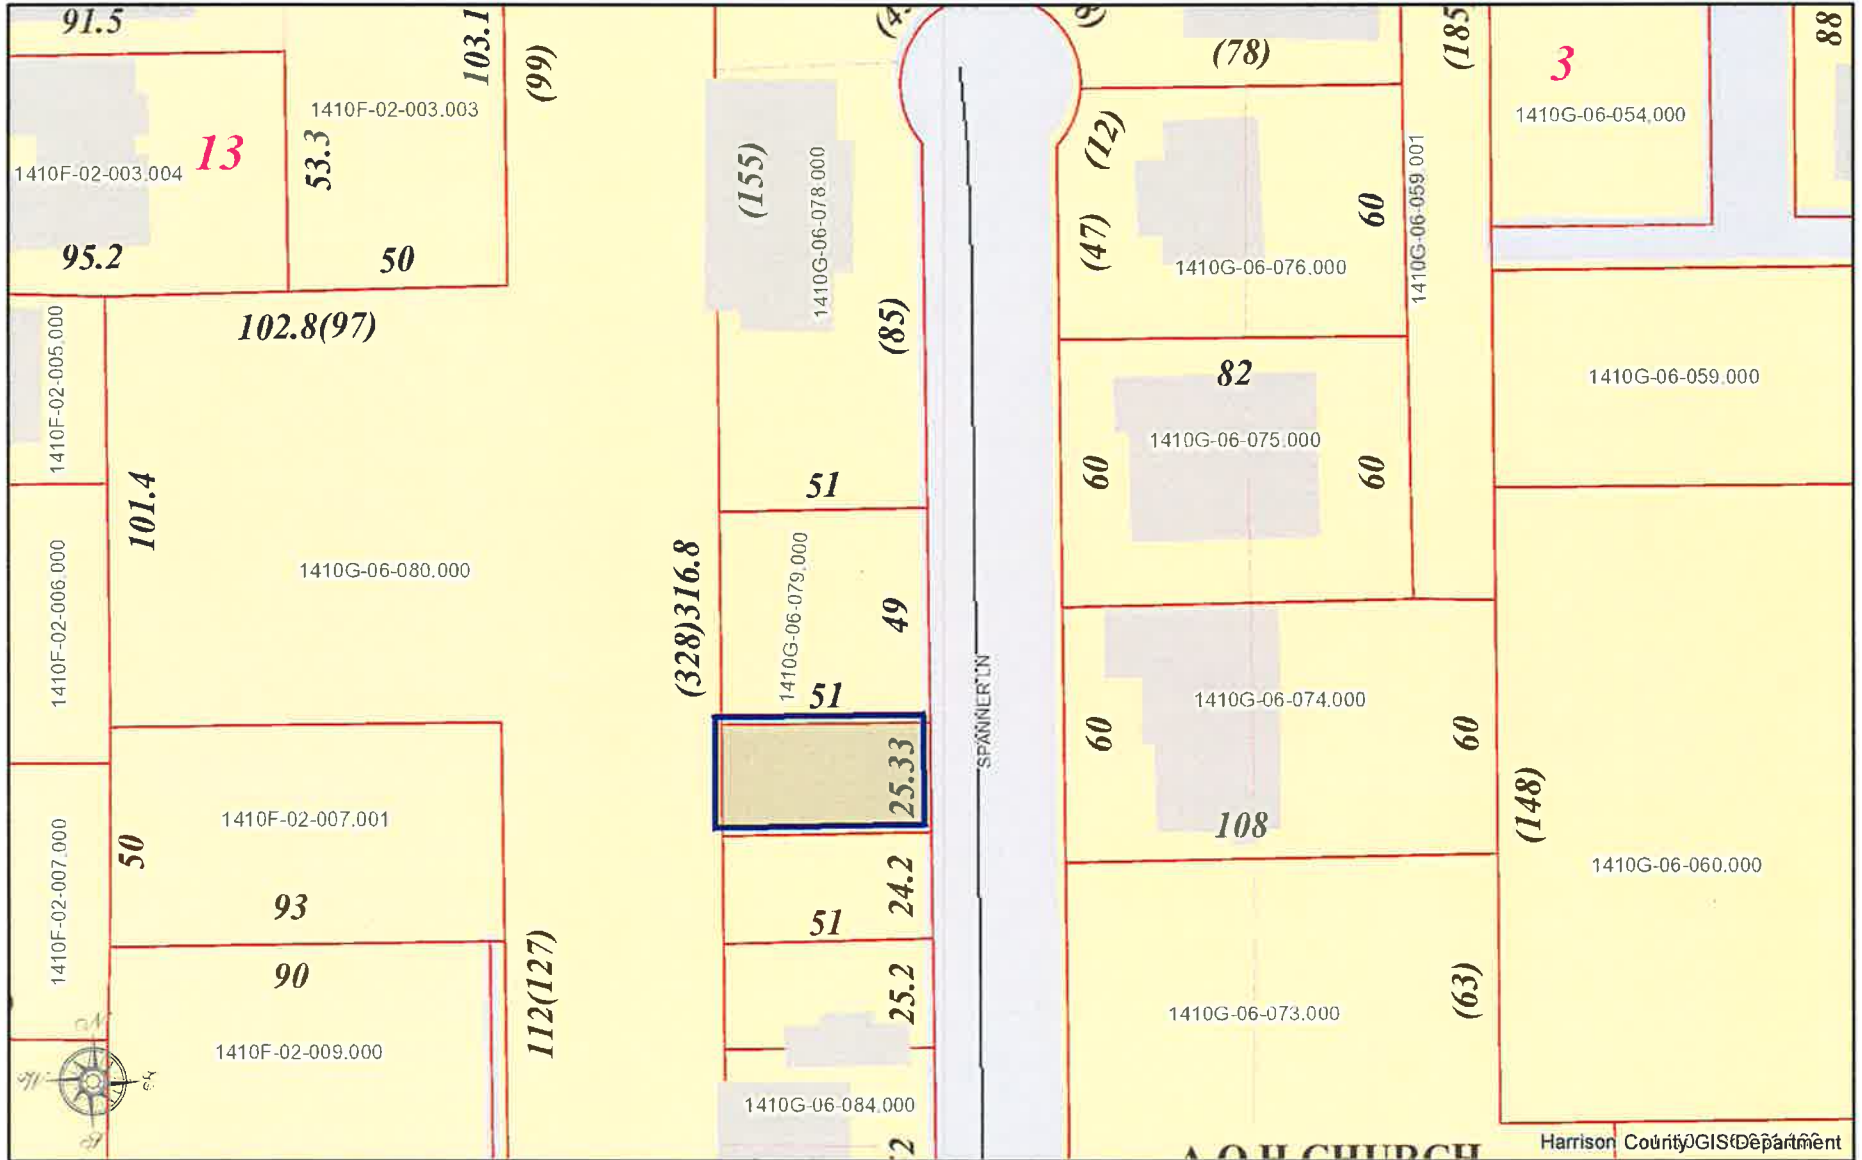 91.5
103.1
(99)
(78)
(185
3
88
1410F-02-003.003
1410G-06-054.000
13
53.3
(12)
1410F-02-003.004
(155)
1410G-06-078.000
1410G-06-059.001
60
(47)
95.2
50
1410G-06-076.000
102.8(97)
(85)
1410F-02-005.000
82
1410G-06-059.000
1410G-06-075.000
60
60
51
101.4
1410G-06-080.000
1410F-02-006.000
(328)316.8
1410G-06-079.000
49
51
SPANNER LN
1410G-06-074.000
60
60
25.33
(148)
1410F-02-007.001
108
50
1410G-06-060.000
1410F-02-007.000
24.2
93
51
90
112(127)
25.2
(63)
1410G-06-073.000
N
1410F-02-009.000
E
1410G-06-084.000
A.O.H CHURCH
Harrison County GIS Department